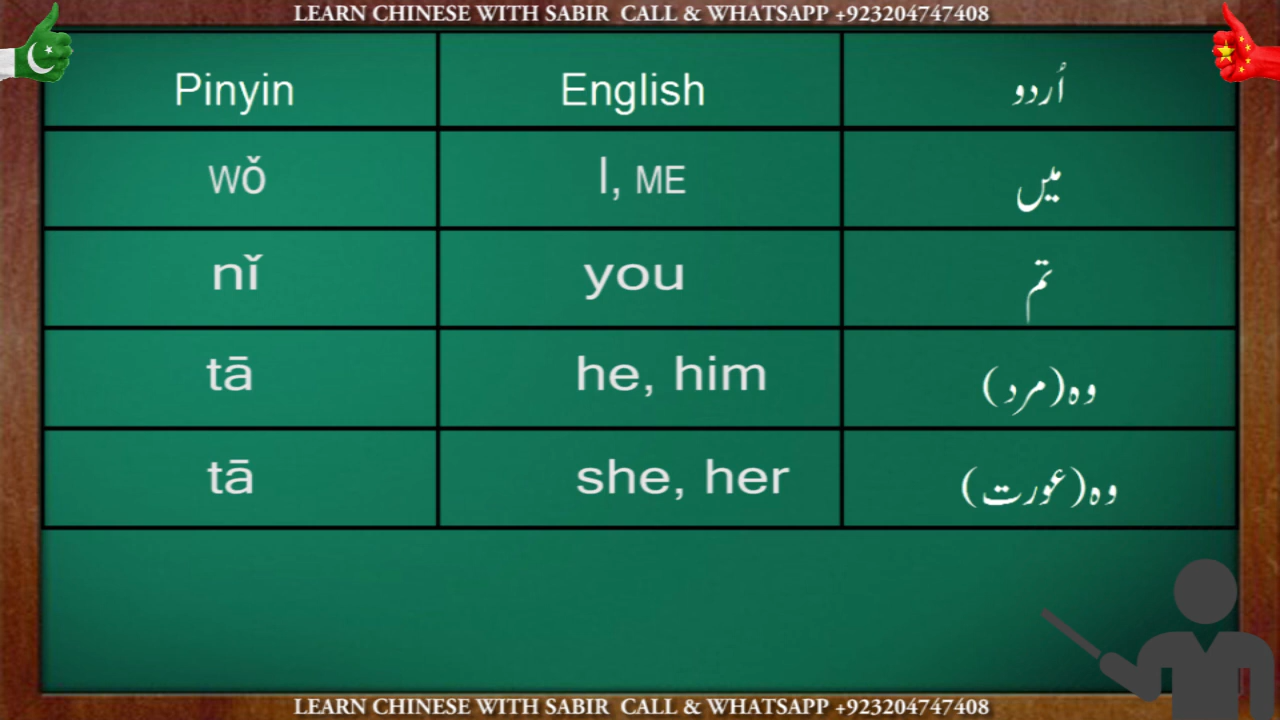 LEARN CHINESE WITH SABIR CALL & WHATSAPP +923204747408
Pinyin English اُردو
wǒ I, ME میں
nǐ you تم
tā he, him وہ(مرد)
tā she, her وہ(عورت)
LEARN CHINESE WITH SABIR CALL & WHATSAPP +923204747408